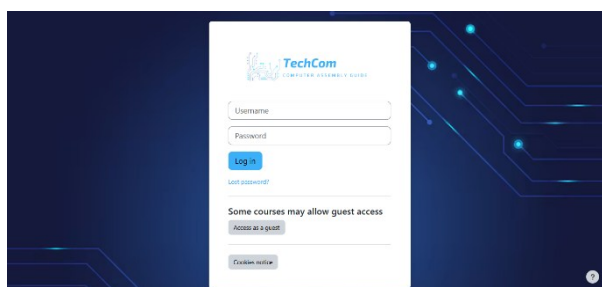 TechCom
COMPUTER ASSEMBLY GUIDE
Username
Password
Log in
Lost password?
Some courses may allow guest access
Access as a guest
Cookies notice
?